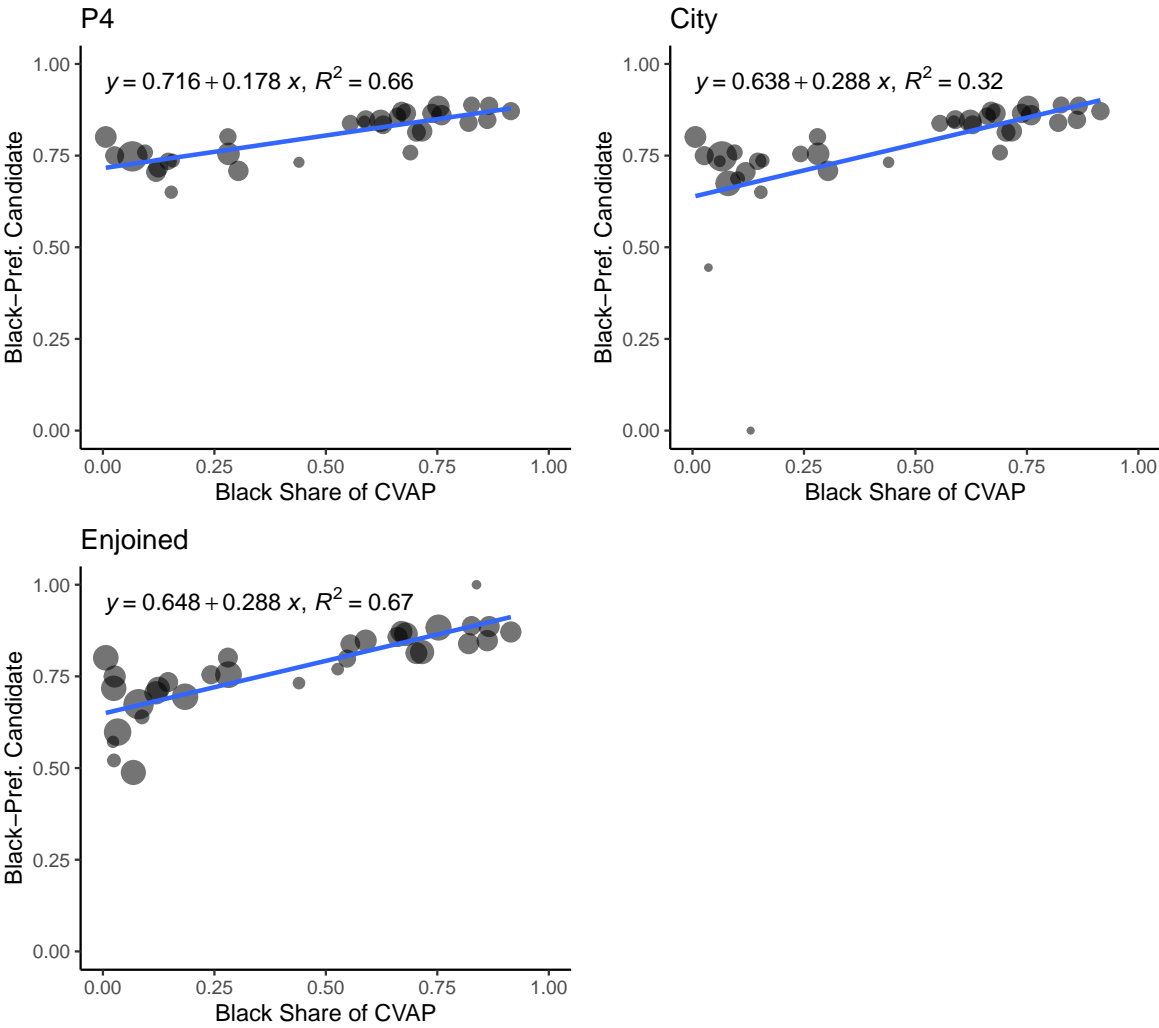 P4
y = 0.716 + 0.178 x, R² = 0.66
1.00
0.75
0.50
0.25
0.00
Black−Pref. Candidate
0.00 0.25 0.50 0.75 1.00
Black Share of CVAP
City
y = 0.638 + 0.288 x, R² = 0.32
1.00
0.75
0.50
0.25
0.00
Black−Pref. Candidate
0.00 0.25 0.50 0.75 1.00
Black Share of CVAP
Enjoined
y = 0.648 + 0.288 x, R² = 0.67
1.00
0.75
0.50
0.25
0.00
Black−Pref. Candidate
0.00 0.25 0.50 0.75 1.00
Black Share of CVAP